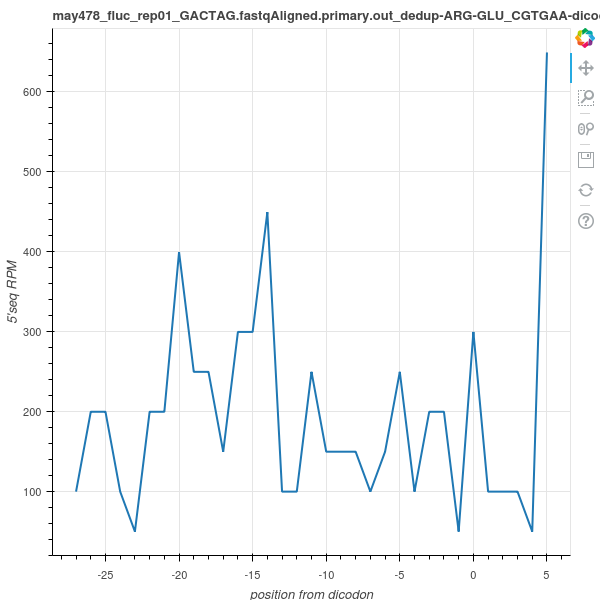 may478_fluc_rep01_GACTAG.fastqAligned.primary.out_dedup-ARG-GLU_CGTGAA-dico
600
500
400
300
200
100
5'seq RPM
-25 -20 -15 -10 -5 0 5
position from dicodon